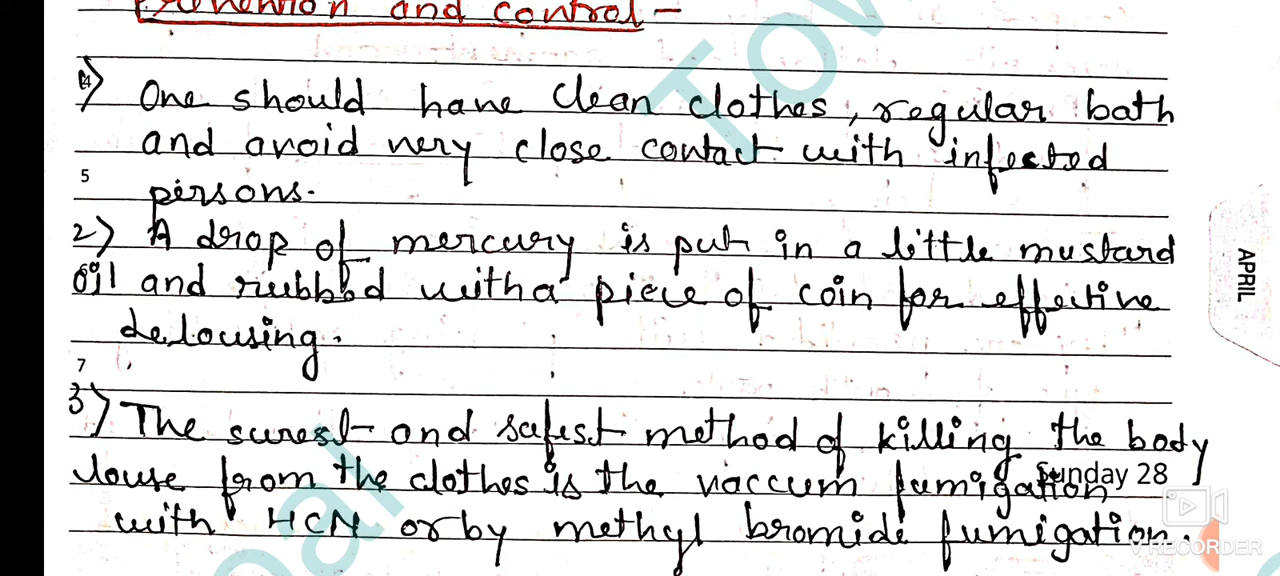 Prevention and control -
1) One should have clean clothes, regular bath
and avoid very close contact with infected
5
persons.
2) A drop of mercury is put in a little mustard
oil and rubbed with a piece of coin for effective
delousing.
7
3) The surest and safest method of killing the body
louse from the clothes is the vaccum fumigation
Sunday 28
with HCN or by methyl bromide fumigation.
APRIL
V RECORDER